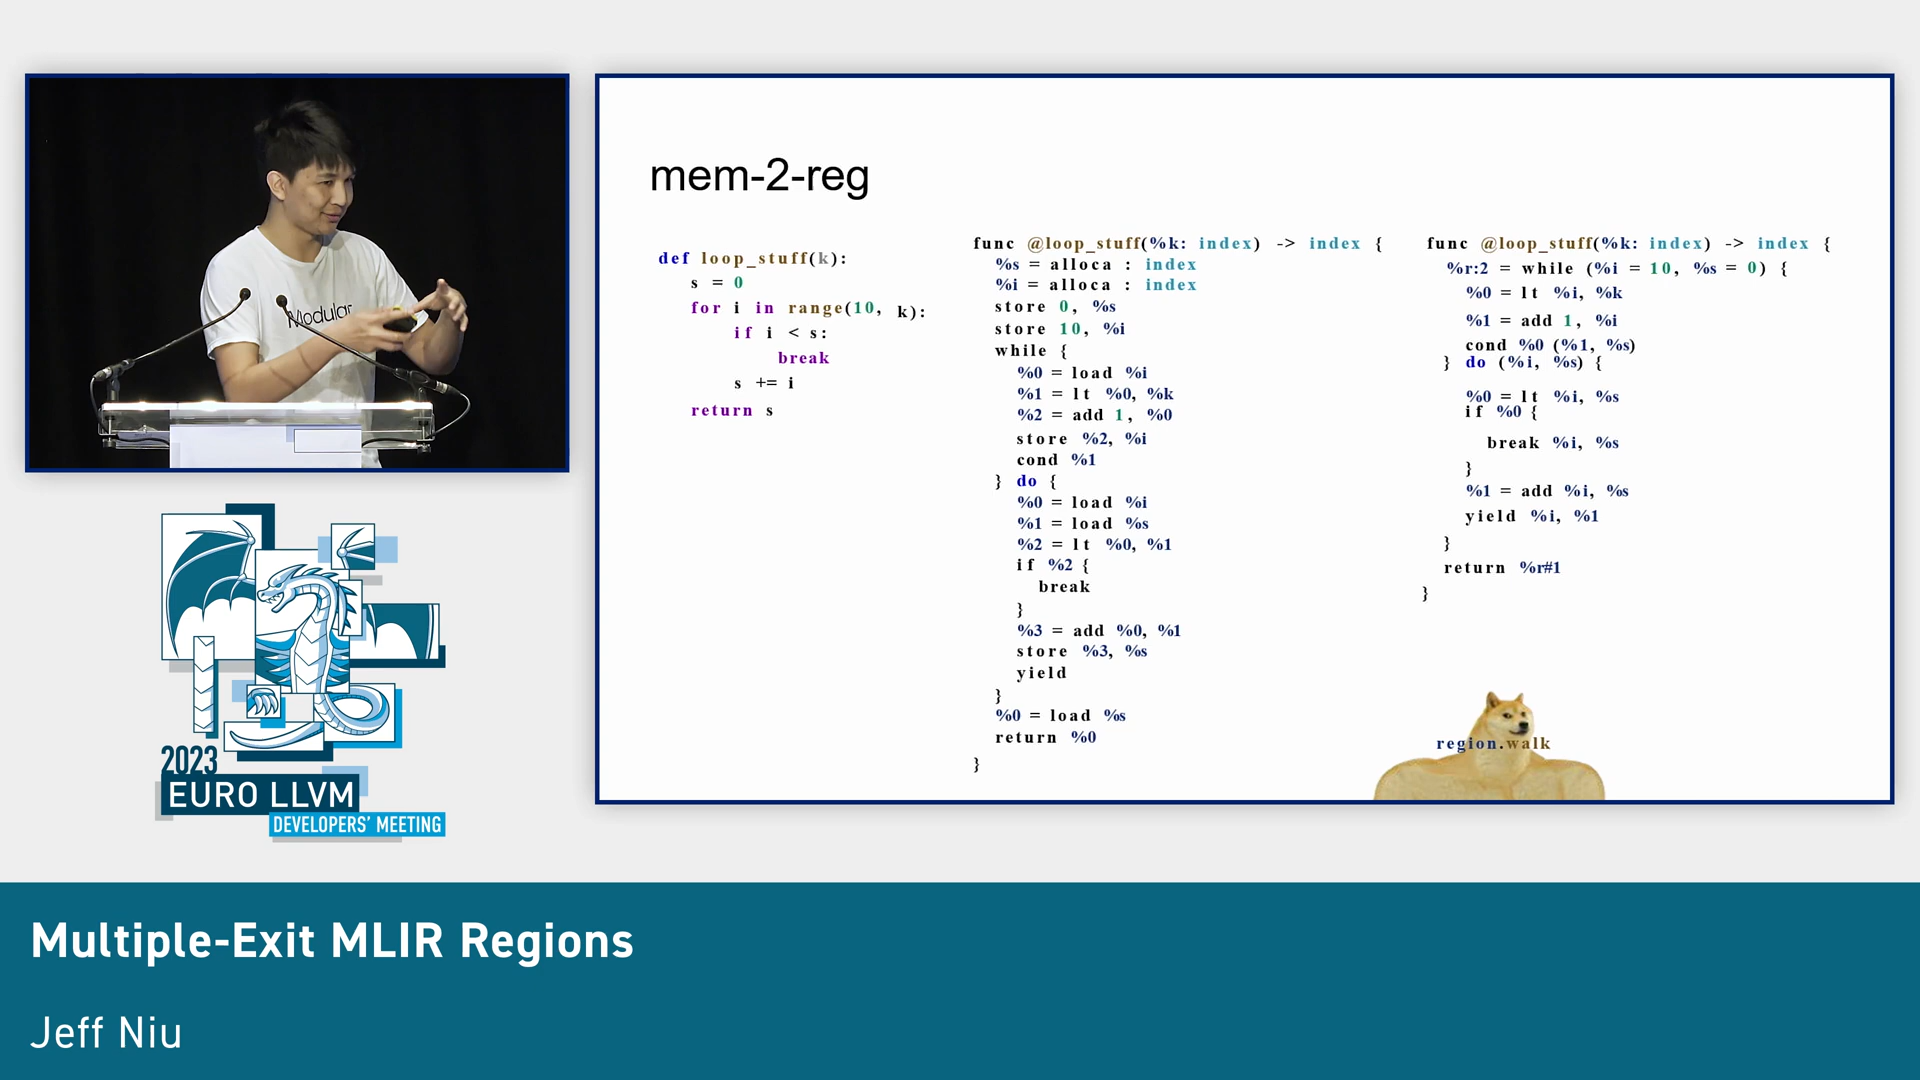 Modular
2023
EURO LLVM
DEVELOPERS' MEETING
mem-2-reg
def loop_stuff(k):
s = 0
for i in range(10, k):
if i < s:
break
s += i
return s
func @loop_stuff(%k: index) -> index {
%s = alloca : index
%i = alloca : index
store 0, %s
store 10, %i
while {
%0 = load %i
%1 = lt %0, %k
%2 = add 1, %0
store %2, %i
cond %1
} do {
%0 = load %i
%1 = load %s
%2 = lt %0, %1
if %2 {
break
}
%3 = add %0, %1
store %3, %s
yield
}
%0 = load %s
return %0
}
func @loop_stuff(%k: index) -> index {
%r:2 = while (%i = 10, %s = 0) {
%0 = lt %i, %k
%1 = add 1, %i
cond %0 (%1, %s)
} do (%i, %s) {
%0 = lt %i, %s
if %0 {
break %i, %s
}
%1 = add %i, %s
yield %i, %1
}
return %r#1
}
region.walk
Multiple-Exit MLIR Regions
Jeff Niu